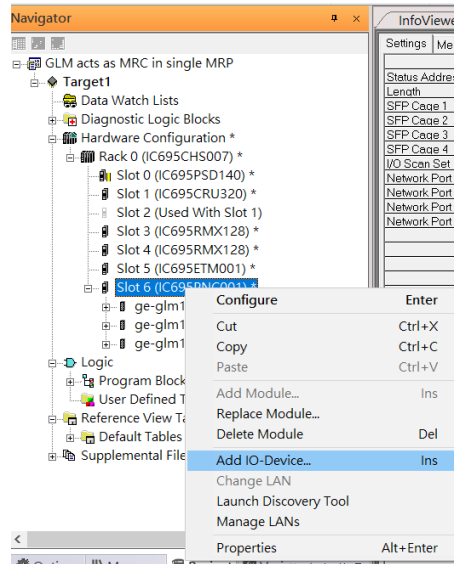 Navigator
InfoViewe
Settings Me
GLM acts as MRC in single MRP
Target1
Data Watch Lists
Diagnostic Logic Blocks
Hardware Configuration *
Rack 0 (IC695CHS007) *
Slot 0 (IC695PSD140) *
Slot 1 (IC695CRU320) *
Slot 2 (Used With Slot 1)
Slot 3 (IC695RMX128) *
Slot 4 (IC695RMX128) *
Slot 5 (IC695ETM001) *
Slot 6 (IC695PNC001) *
ge-glm1
ge-glm1
ge-glm1
Logic
Program Block
User Defined T
Reference View Ta
Default Tables
Supplemental File
Status Addres
Length
SFP Cage 1
SFP Cage 2
SFP Cage 3
SFP Cage 4
I/O Scan Set
Network Port
Network Port
Network Port
Network Port
Configure Enter
Cut Ctrl+X
Copy Ctrl+C
Paste Ctrl+V
Add Module... Ins
Replace Module...
Delete Module Del
Add IO-Device... Ins
Change LAN
Launch Discovery Tool
Manage LANs
Properties Alt+Enter